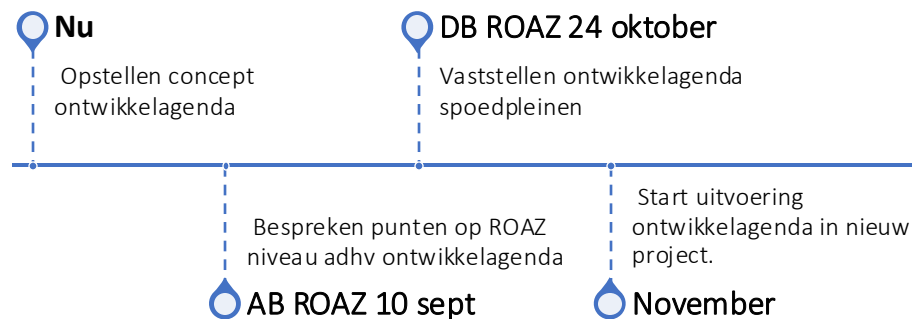 Nu
Opstellen concept
ontwikkelagenda
DB ROAZ 24 oktober
Vaststellen ontwikkelagenda
spoedpleinen
Bespreken punten op ROAZ
niveau adhv ontwikkelagenda
AB ROAZ 10 sept
Start uitvoering
ontwikkelagenda in nieuw
project.
November